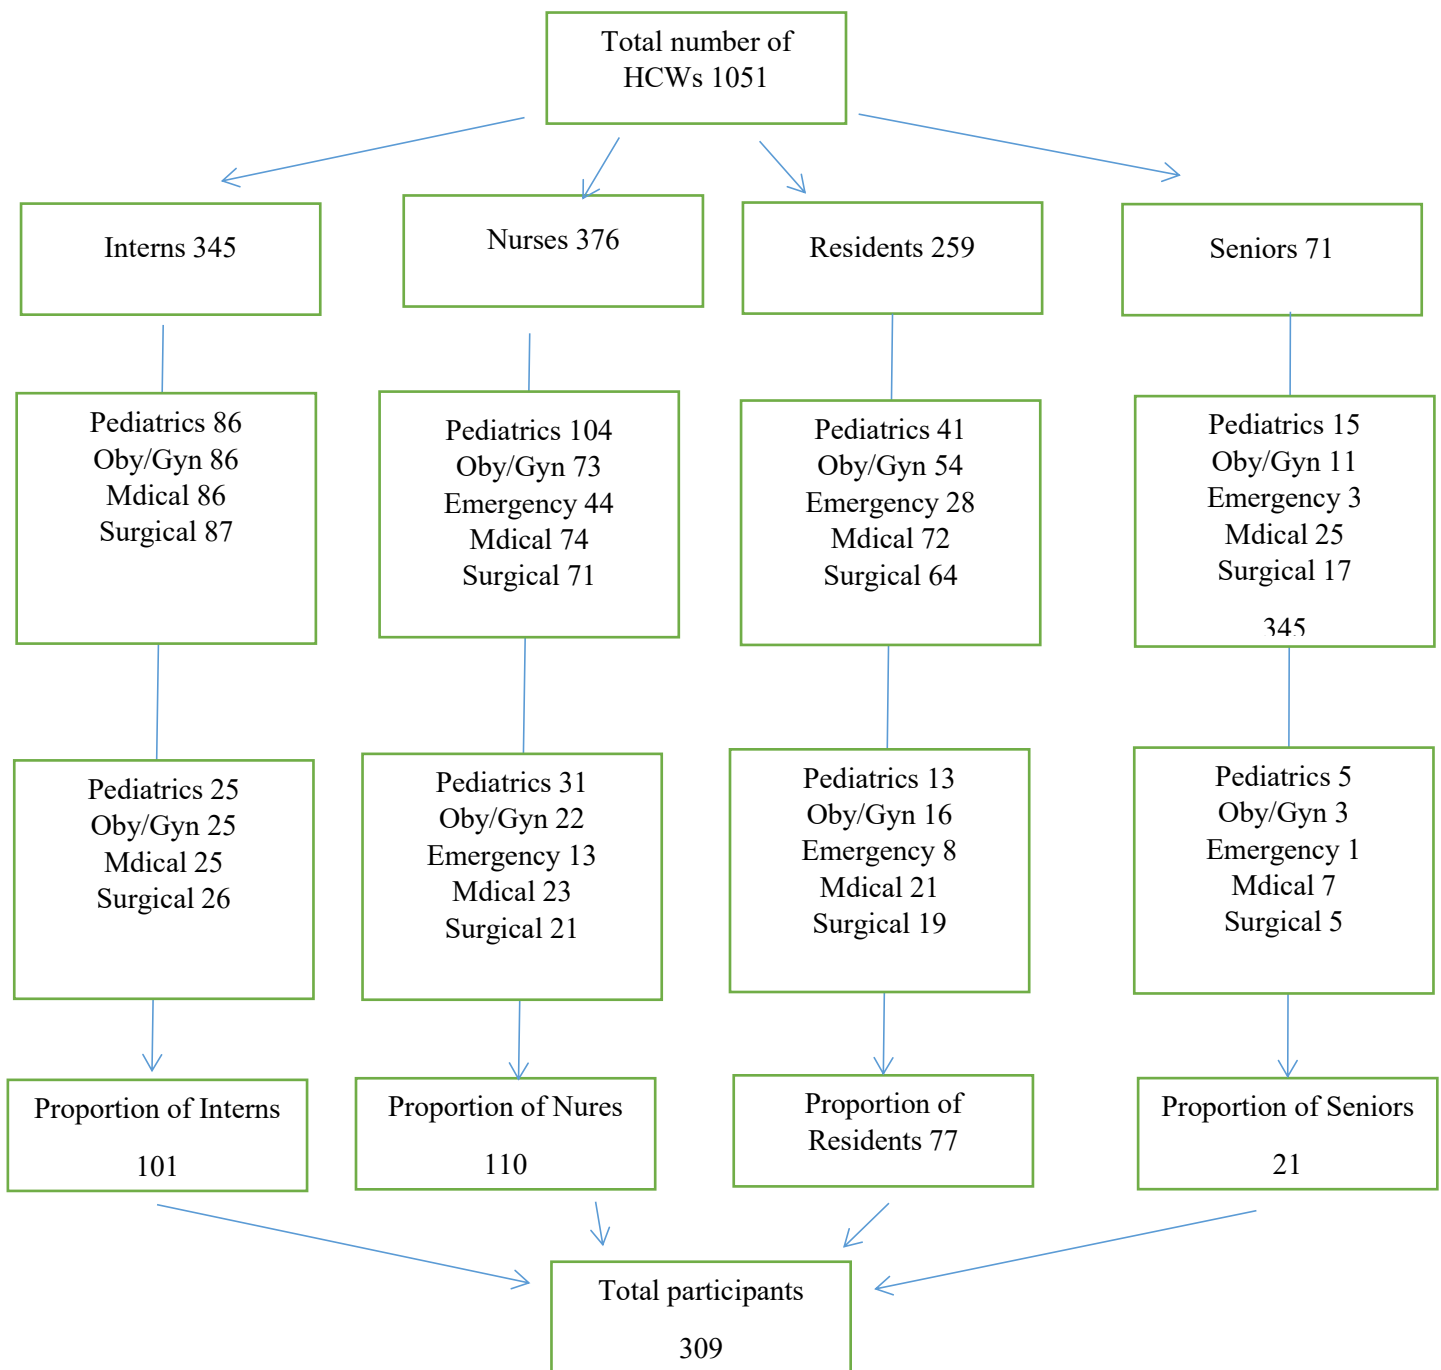 Total number of
HCWs 1051
Interns 345
Nurses 376
Residents 259
Seniors 71
Pediatrics 86
Oby/Gyn 86
Mdical 86
Surgical 87
Pediatrics 104
Oby/Gyn 73
Emergency 44
Mdical 74
Surgical 71
Pediatrics 41
Oby/Gyn 54
Emergency 28
Mdical 72
Surgical 64
Pediatrics 15
Oby/Gyn 11
Emergency 3
Mdical 25
Surgical 17
345
Pediatrics 25
Oby/Gyn 25
Mdical 25
Surgical 26
Pediatrics 31
Oby/Gyn 22
Emergency 13
Mdical 23
Surgical 21
Pediatrics 13
Oby/Gyn 16
Emergency 8
Mdical 21
Surgical 19
Pediatrics 5
Oby/Gyn 3
Emergency 1
Mdical 7
Surgical 5
Proportion of Interns
101
Proportion of Nures
110
Proportion of
Residents 77
Proportion of Seniors
21
Total participants
309